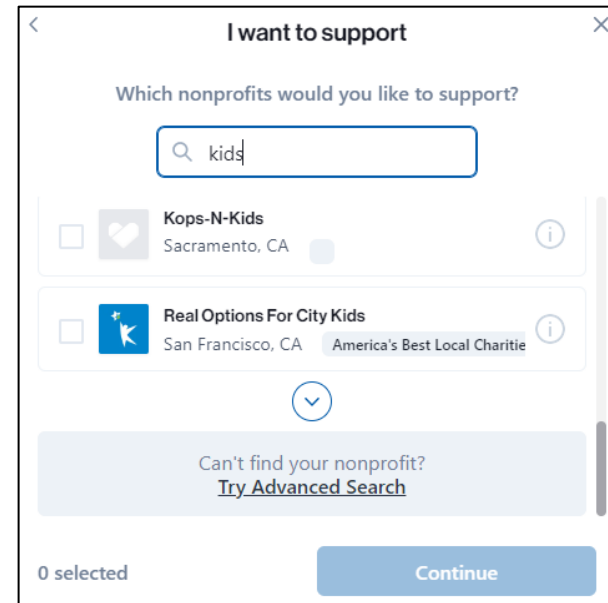 I want to support
Which nonprofits would you like to support?
kids
Kops-N-Kids
Sacramento, CA
Real Options For City Kids
San Francisco, CA America's Best Local Charitie
Can't find your nonprofit?
Try Advanced Search
0 selected Continue